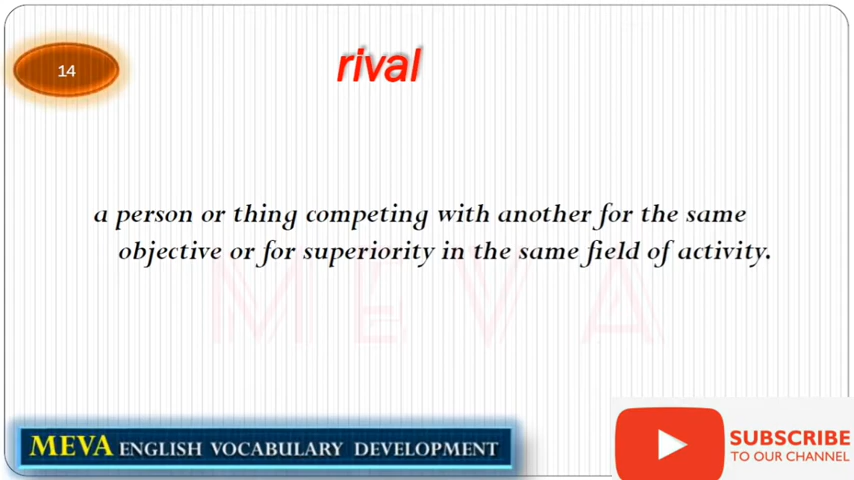 14
rival
a person or thing competing with another for the same
objective or for superiority in the same field of activity.
MEVA
MEVA ENGLISH VOCABULARY DEVELOPMENT
SUBSCRIBE
TO OUR CHANNEL